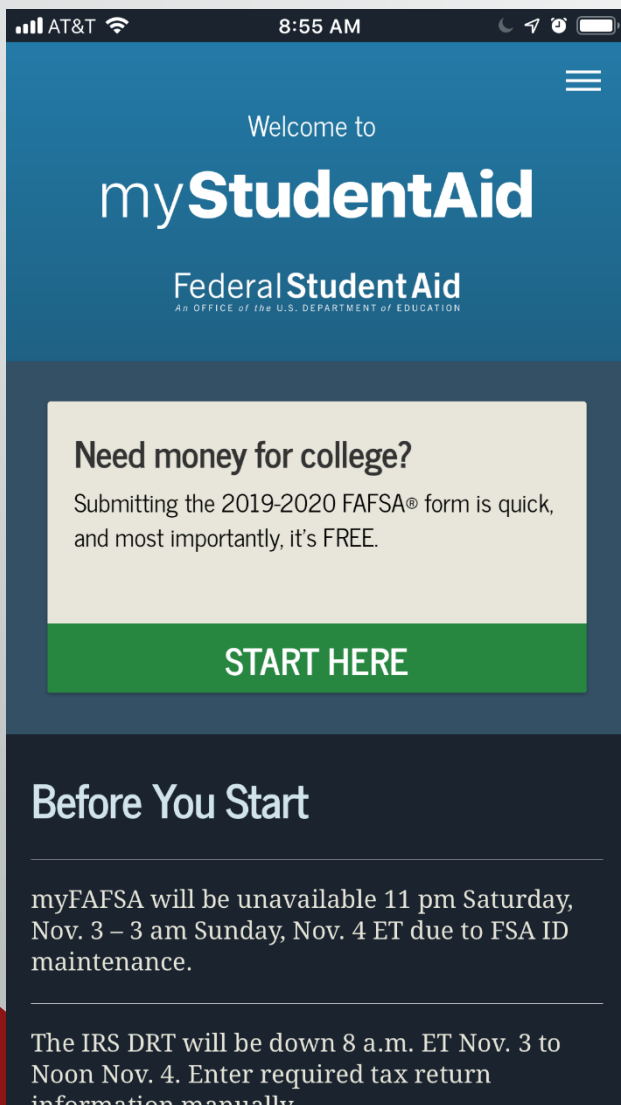 AT&T 8:55 AM
Welcome to
myStudentAid
Federal Student Aid
An OFFICE of the U.S. DEPARTMENT of EDUCATION
Need money for college?
Submitting the 2019-2020 FAFSA® form is quick,
and most importantly, it's FREE.
START HERE
Before You Start
myFAFSA will be unavailable 11 pm Saturday,
Nov. 3 – 3 am Sunday, Nov. 4 ET due to FSA ID
maintenance.
The IRS DRT will be down 8 a.m. ET Nov. 3 to
Noon Nov. 4. Enter required tax return
information manually